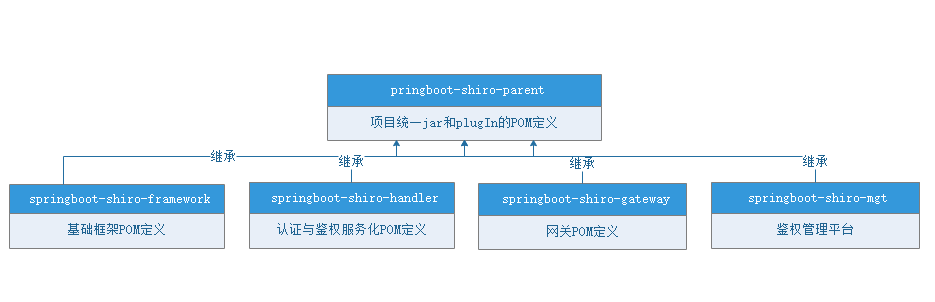 pringboot-shiro-parent
项目统一jar和plugIn的POM定义
继承
继承
继承
继承
springboot-shiro-framework
基础框架POM定义
springboot-shiro-handler
认证与鉴权服务化POM定义
springboot-shiro-gateway
网关POM定义
springboot-shiro-mgt
鉴权管理平台